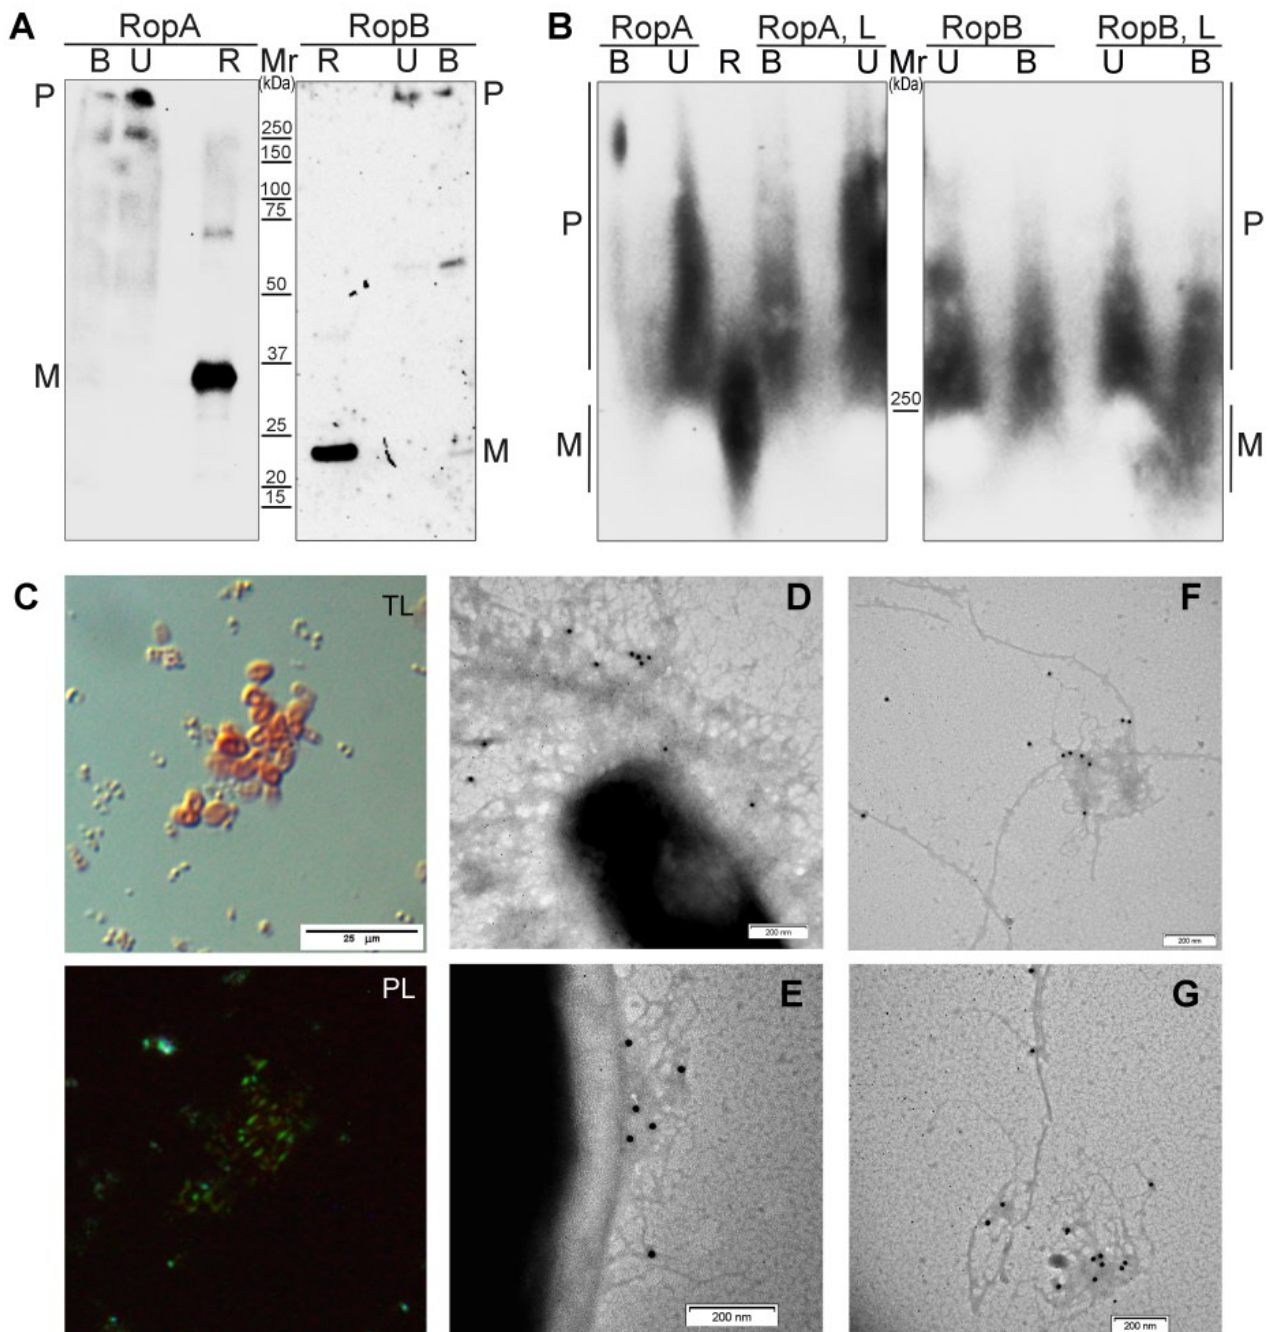 A
RopA
B U R
Mr
(kDa)
RopB
R U B
P
P
250
150
100
75
50
37
25
20
15
M
M
B
RopA
B U R
RopA, L
B U
Mr
(kDa)
RopB
U B
RopB, L
U B
P
P
250
M
M
C
TL
25 μm
D
200 nm
F
200 nm
PL
E
200 nm
G
200 nm